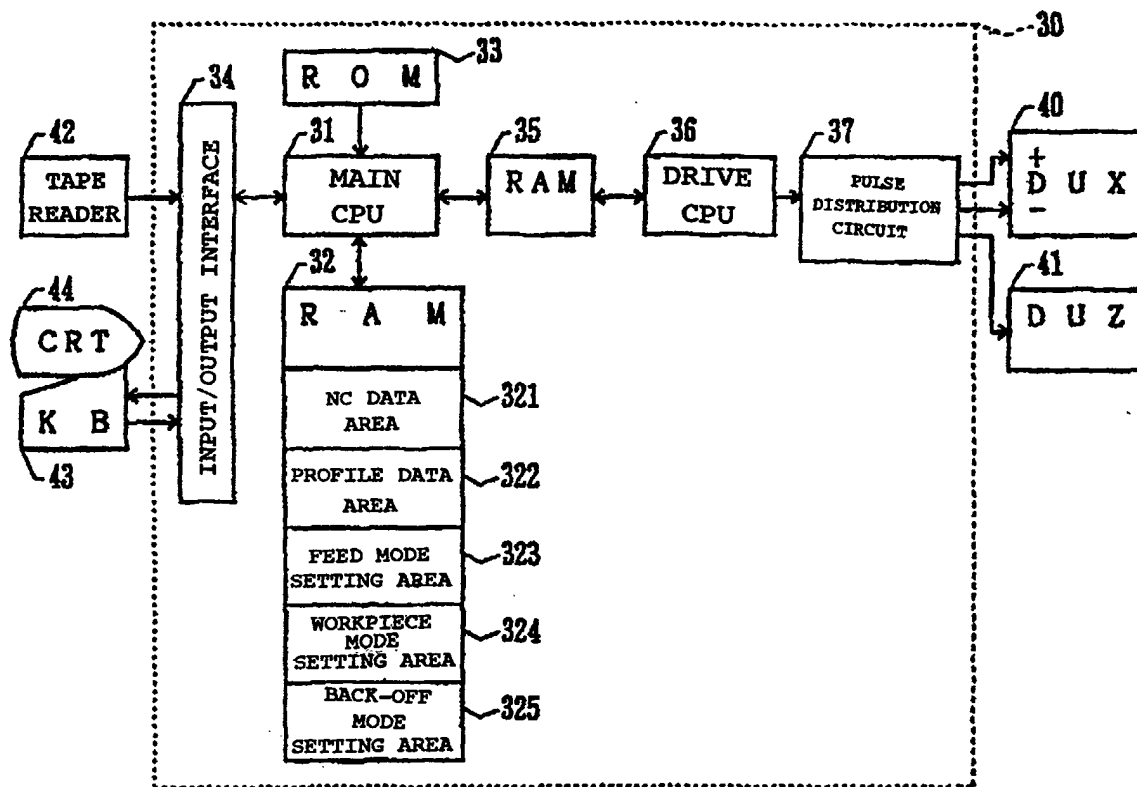 30
33
R O M
34
42
31
35
36
37
40
TAPE
READER
INPUT/OUTPUT INTERFACE
MAIN
CPU
RAM
DRIVE
CPU
PULSE
DISTRIBUTION
CIRCUIT
+
D U X
-
32
41
44
R A M
D U Z
CRT
K B
43
NC DATA
AREA
321
PROFILE DATA
AREA
322
FEED MODE
SETTING AREA
323
WORKPIECE
MODE
SETTING AREA
324
BACK-OFF
MODE
SETTING AREA
325